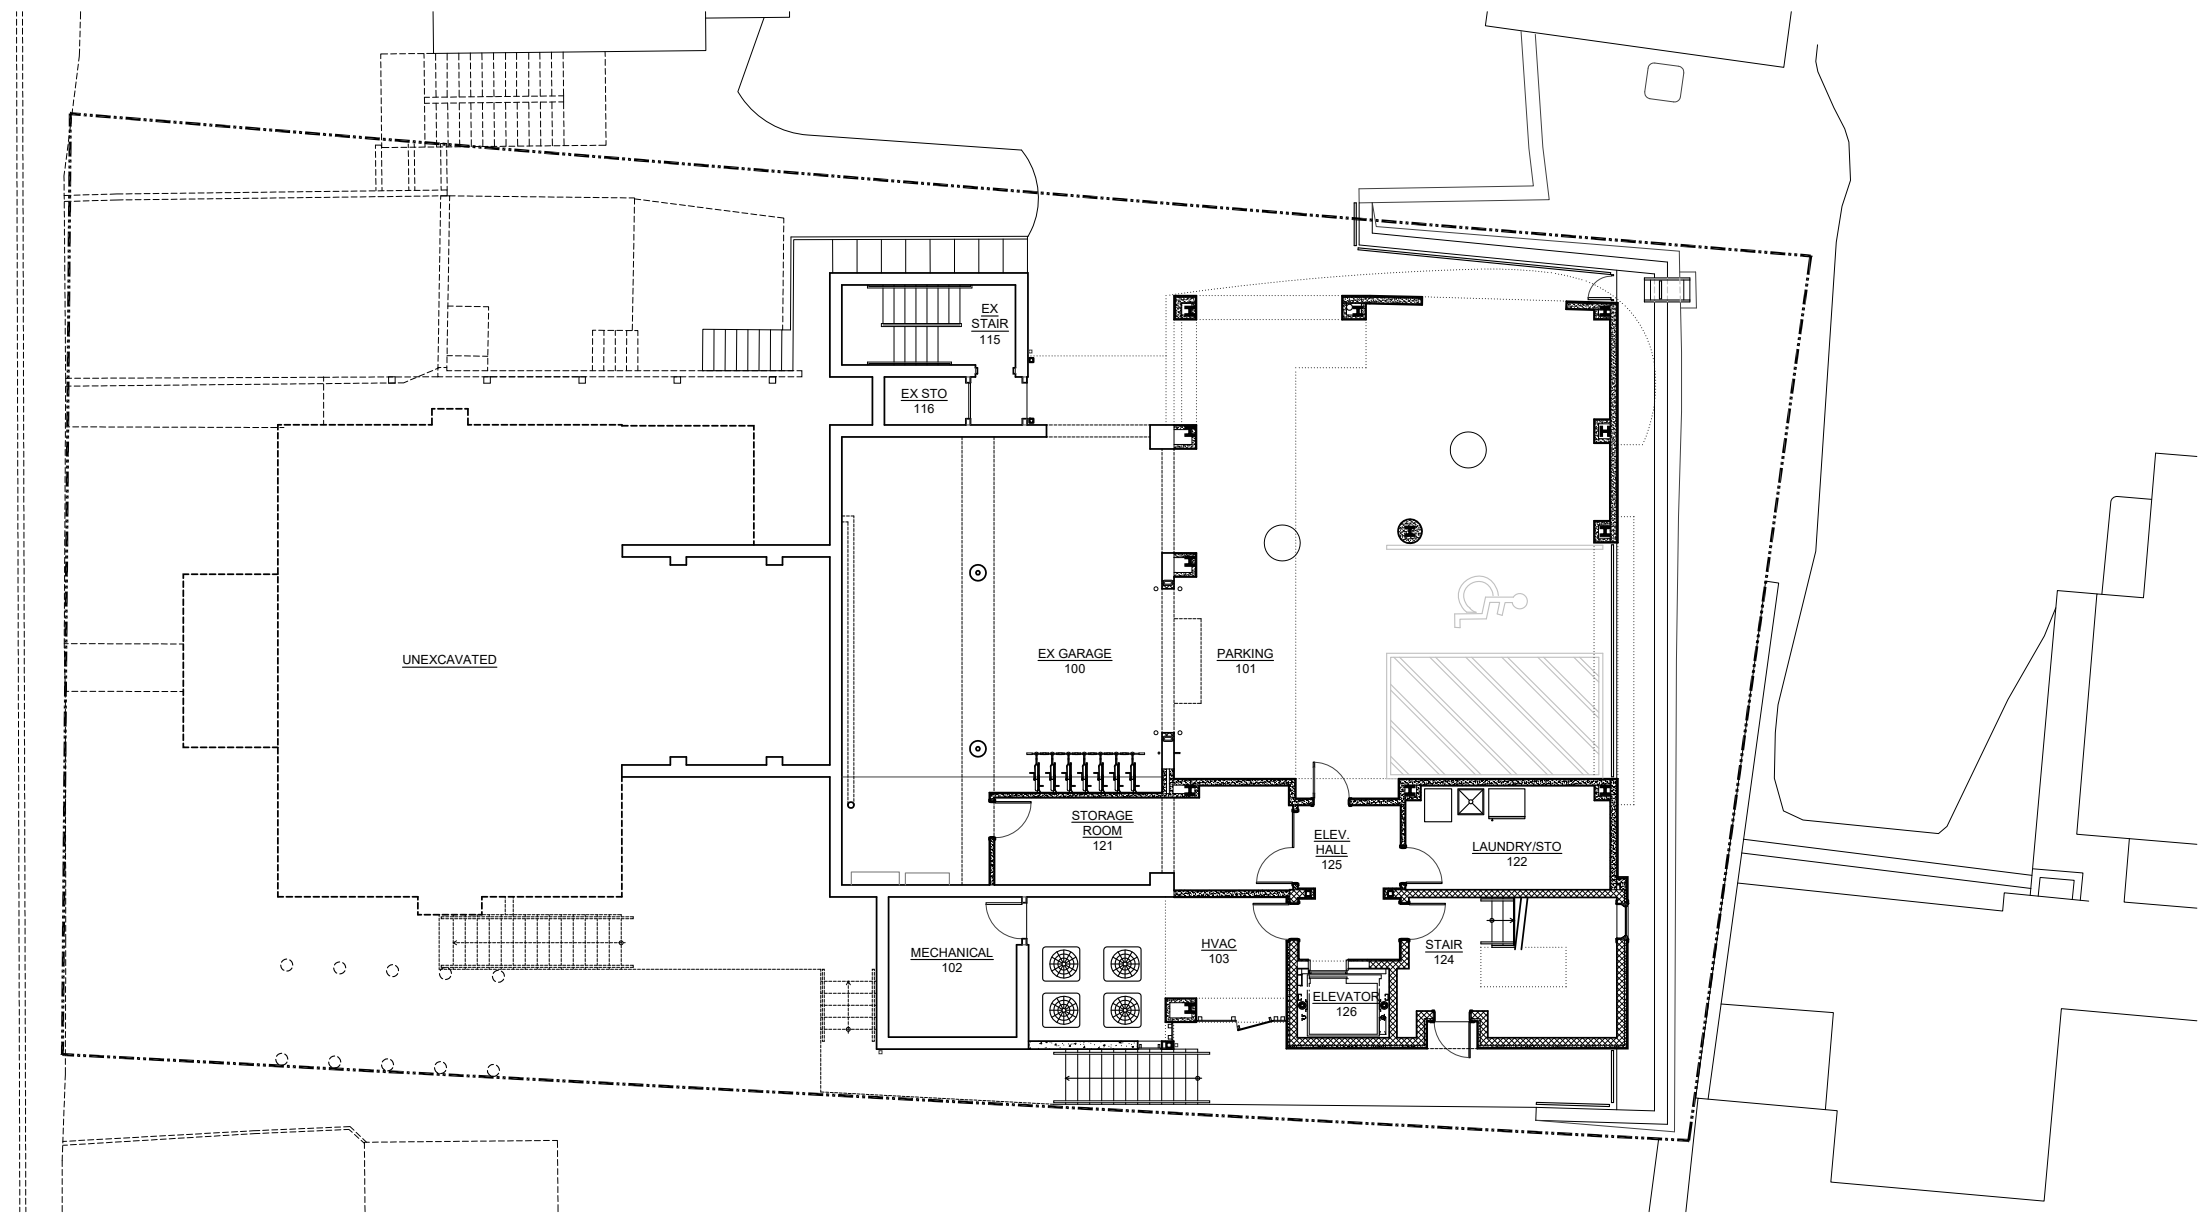 EX
STAIR
115
EX STO
116
UNEXCAVATED
EX GARAGE
100
PARKING
101
STORAGE
ROOM
121
ELEV.
HALL
125
LAUNDRY/STO
122
MECHANICAL
102
HVAC
103
STAIR
124
ELEVATOR
126